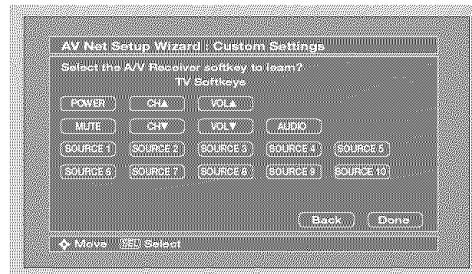 AV Net Setup Wizard : Custom Settings
Select the A/V Receiver softkey to learn?
TV Softkeys
POWER CH▲ VOL▲
MUTE CH▼ VOL▼ AUDIO
SOURCE 1 SOURCE 2 SOURCE 3 SOURCE 4 SOURCE 5
SOURCE 6 SOURCE 7 SOURCE 8 SOURCE 9 SOURCE 10
Back Done
Move SEL Select